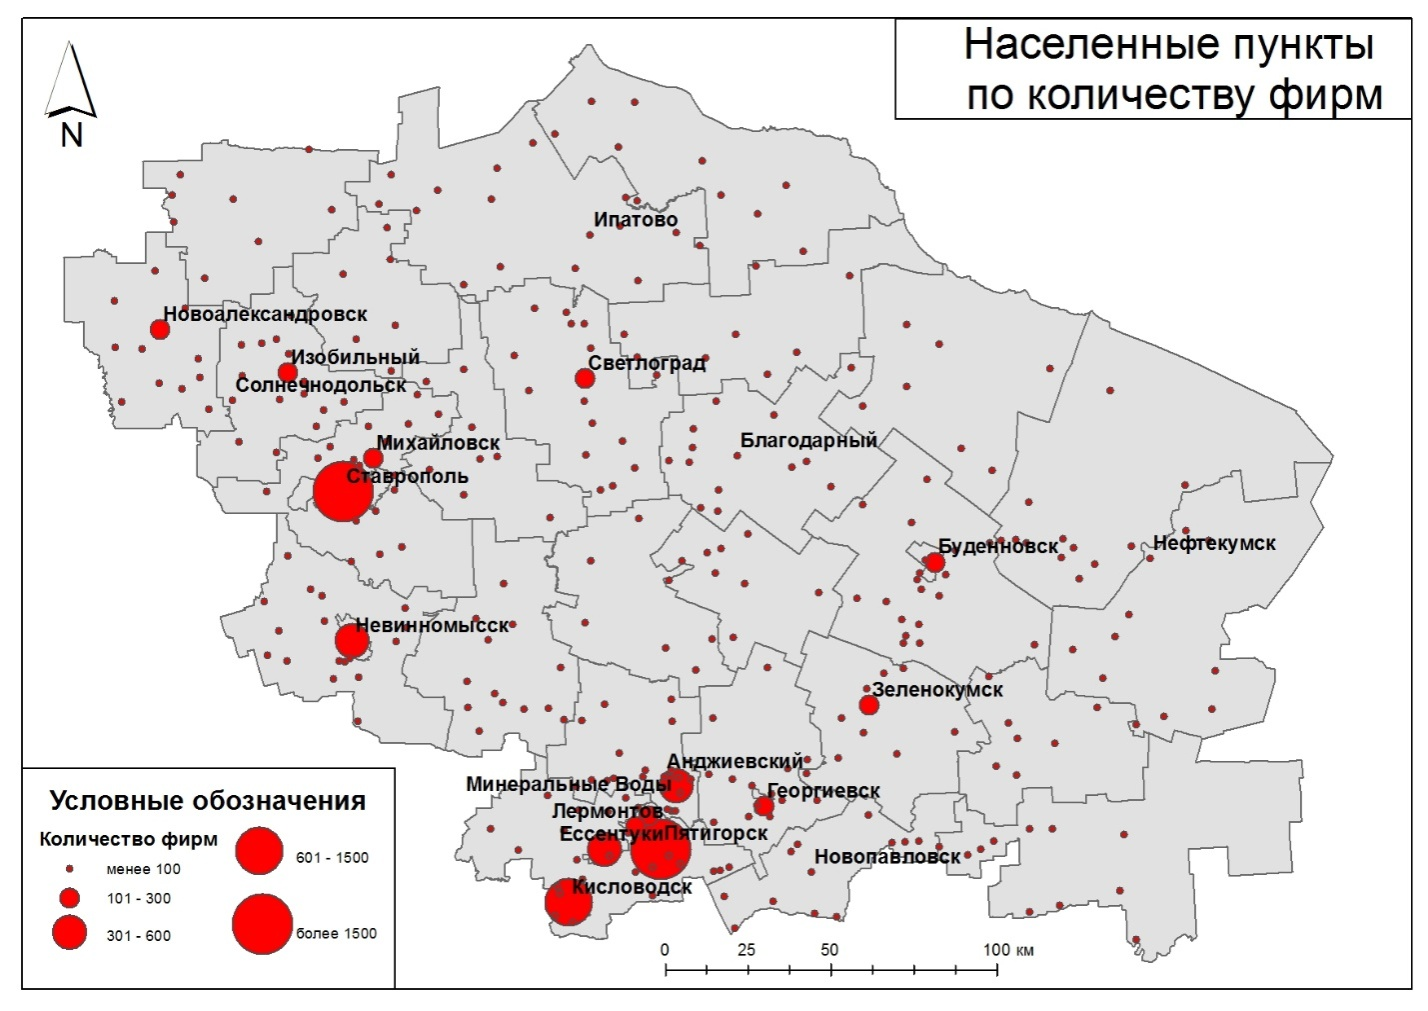 Населенные пункты
по количеству фирм
N
Ипатово
Новоалександровск
Изобильный
Светлоград
Солнечнодольск
Благодарный
Михайловск
Ставрополь
Буденновск
Нефтекумск
Невинномысск
Зеленокумск
Анджиевский
Минеральные Воды
Георгиевск
Лермонтов
Ессентуки
Пятигорск
Новопавловск
Кисловодск
Условные обозначения
Количество фирм
менее 100
101 - 300
301 - 600
601 - 1500
более 1500
0 25 50 100 км